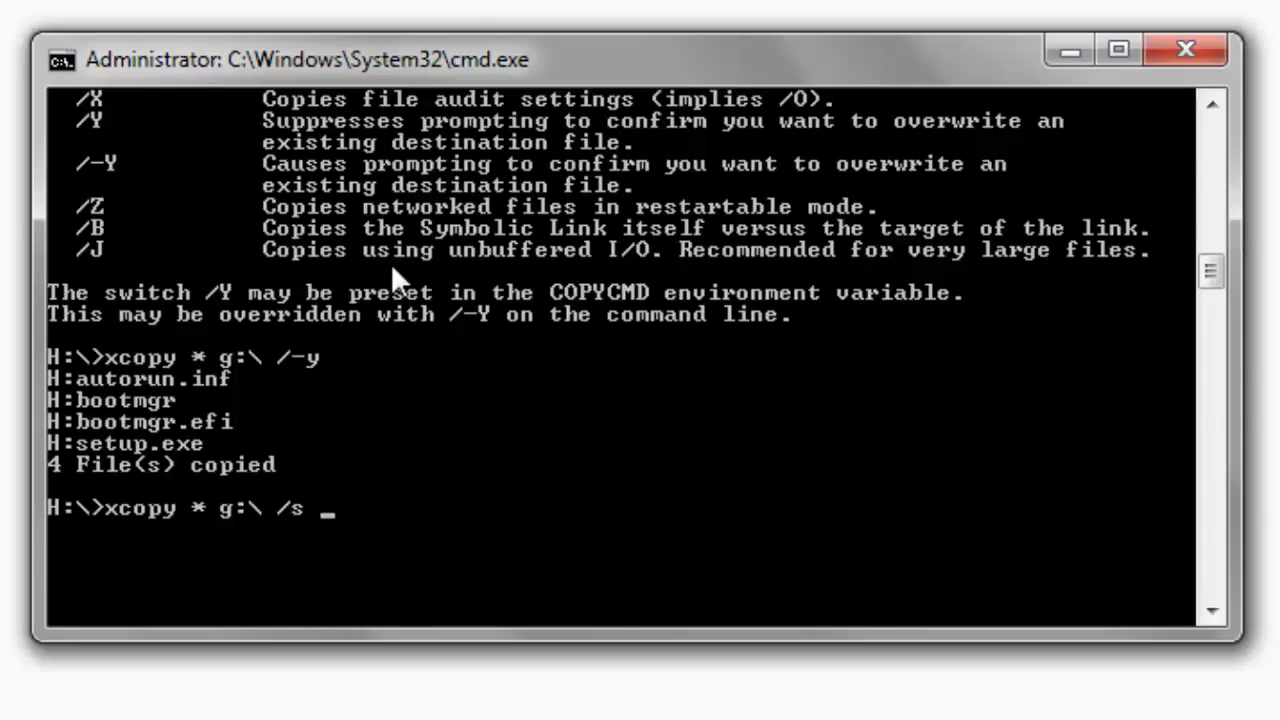 Administrator: C:\Windows\System32\cmd.exe
/X Copies file audit settings (implies /O).
/Y Suppresses prompting to confirm you want to overwrite an
existing destination file.
/-Y Causes prompting to confirm you want to overwrite an
existing destination file.
/Z Copies networked files in restartable mode.
/B Copies the Symbolic Link itself versus the target of the link.
/J Copies using unbuffered I/O. Recommended for very large files.
The switch /Y may be preset in the COPYCMD environment variable.
This may be overridden with /-Y on the command line.
H:\>xcopy * g:\ /-y
H:autorun.inf
H:bootmgr
H:bootmgr.efi
H:setup.exe
4 File(s) copied
H:\>xcopy * g:\ /s _